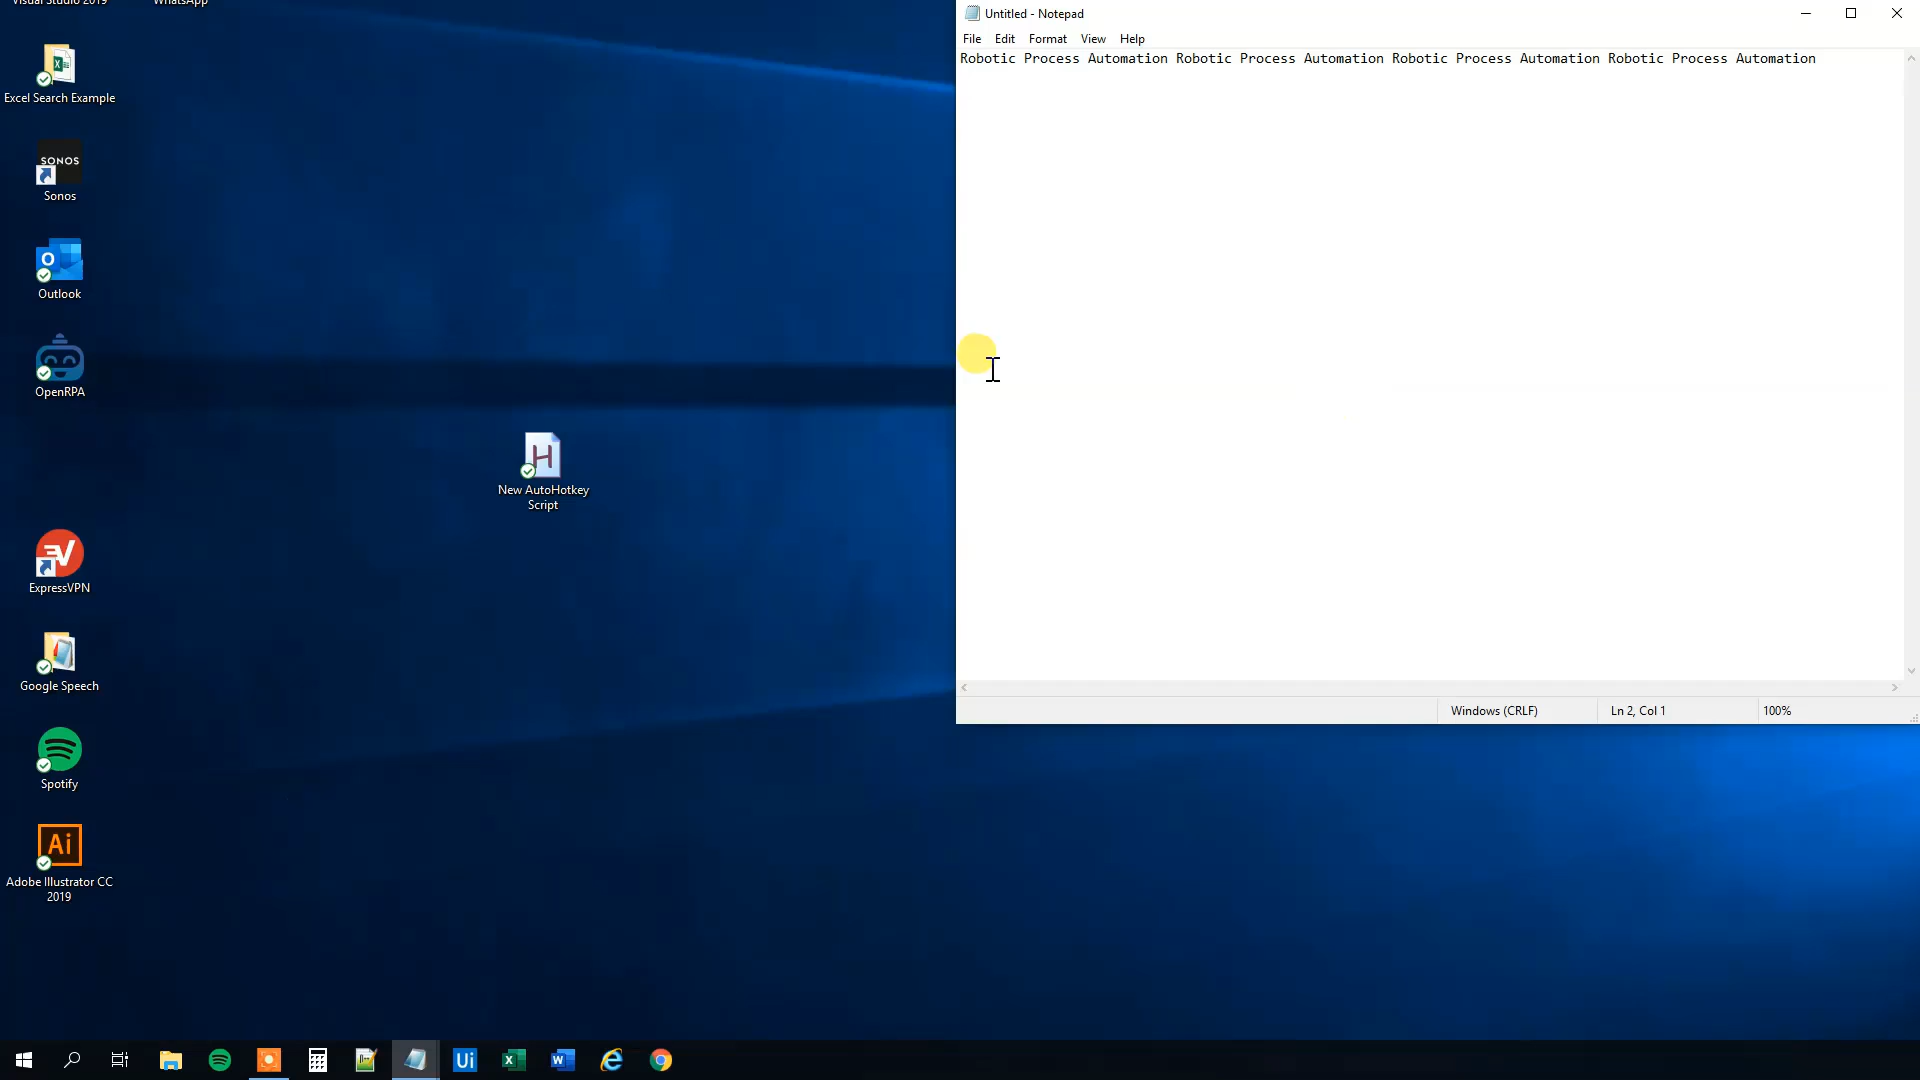 Visual Studio 2019
WhatsApp
Excel Search Example
SONOS
Sonos
Outlook
OpenRPA
New AutoHotkey
Script
ExpressVPN
Google Speech
Spotify
Ai
Adobe Illustrator CC
2019
Untitled - Notepad
File Edit Format View Help
Robotic Process Automation Robotic Process Automation Robotic Process Automation Robotic Process Automation
Windows (CRLF) Ln 2, Col 1 100%
Ui